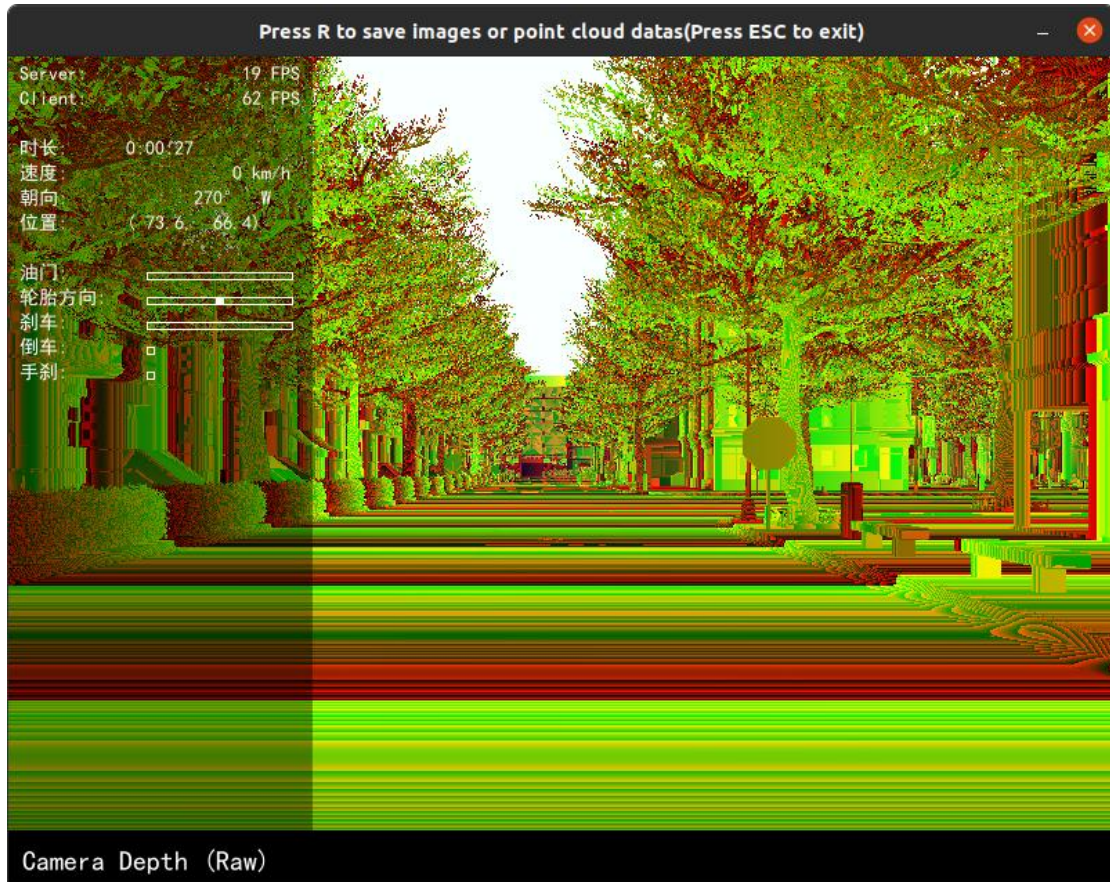 Press R to save images or point cloud datas(Press ESC to exit)
Server: 19 FPS
Client: 62 FPS
时长: 0:00:27
速度: 0 km/h
朝向: 270° W
位置: ( 73.6, 66.4)
油门:
轮胎方向:
刹车:
倒车:
手刹:
Camera Depth (Raw)